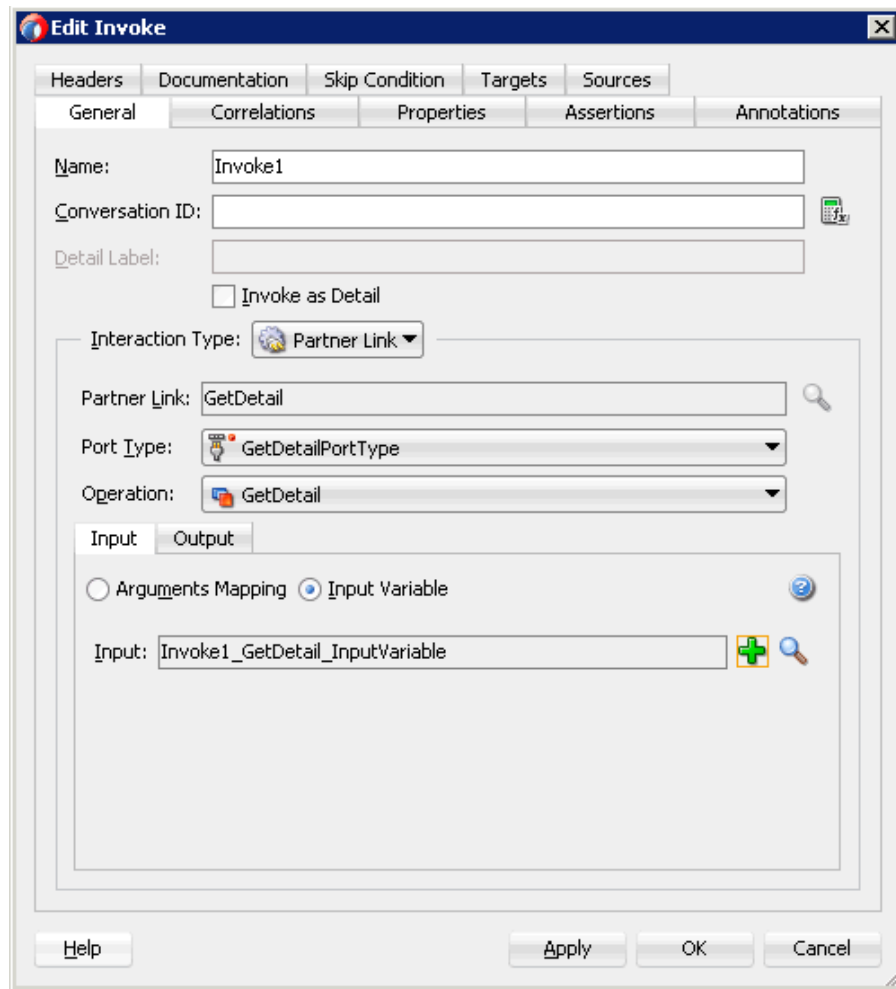 Edit Invoke
Headers Documentation Skip Condition Targets Sources
General Correlations Properties Assertions Annotations
Name: Invoke1
Conversation ID:
Detail Label:
Invoke as Detail
Interaction Type: Partner Link
Partner Link: GetDetail
Port Type: GetDetailPortType
Operation: GetDetail
Input Output
Arguments Mapping Input Variable
Input: Invoke1_GetDetail_InputVariable
Help Apply OK Cancel